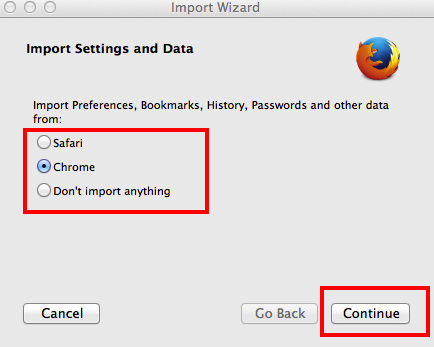 Import Wizard
Import Settings and Data
Import Preferences, Bookmarks, History, Passwords and other data
from:
Safari
Chrome
Don't import anything
Cancel
Go Back
Continue